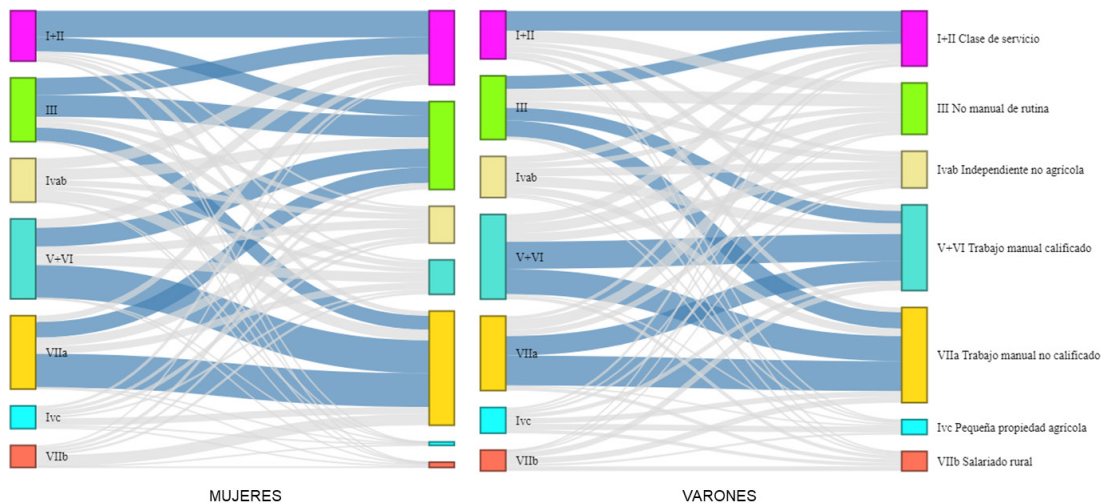 I+II
III
Ivab
V+VI
VIIa
Ivc
VIIb
MUJERES
I+II
III
Ivab
V+VI
VIIa
Ivc
VIIb
I+II Clase de servicio
III No manual de rutina
Ivab Independiente no agrícola
V+VI Trabajo manual calificado
VIIa Trabajo manual no calificado
Ivc Pequeña propiedad agrícola
VIIb Salariado rural
VARONES